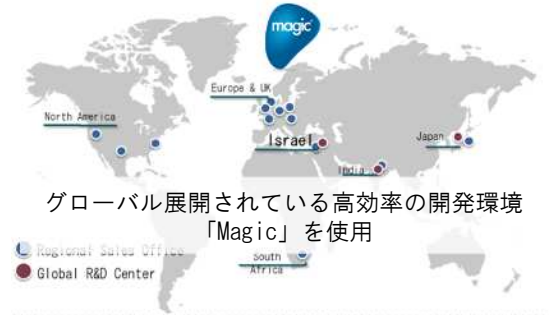 magic
Europe & UK
North America
Israel
Japan
India
グローバル展開されている高効率の開発環境
「Magic」を使用
Regional Sales Office
Global R&D Center
South
Africa